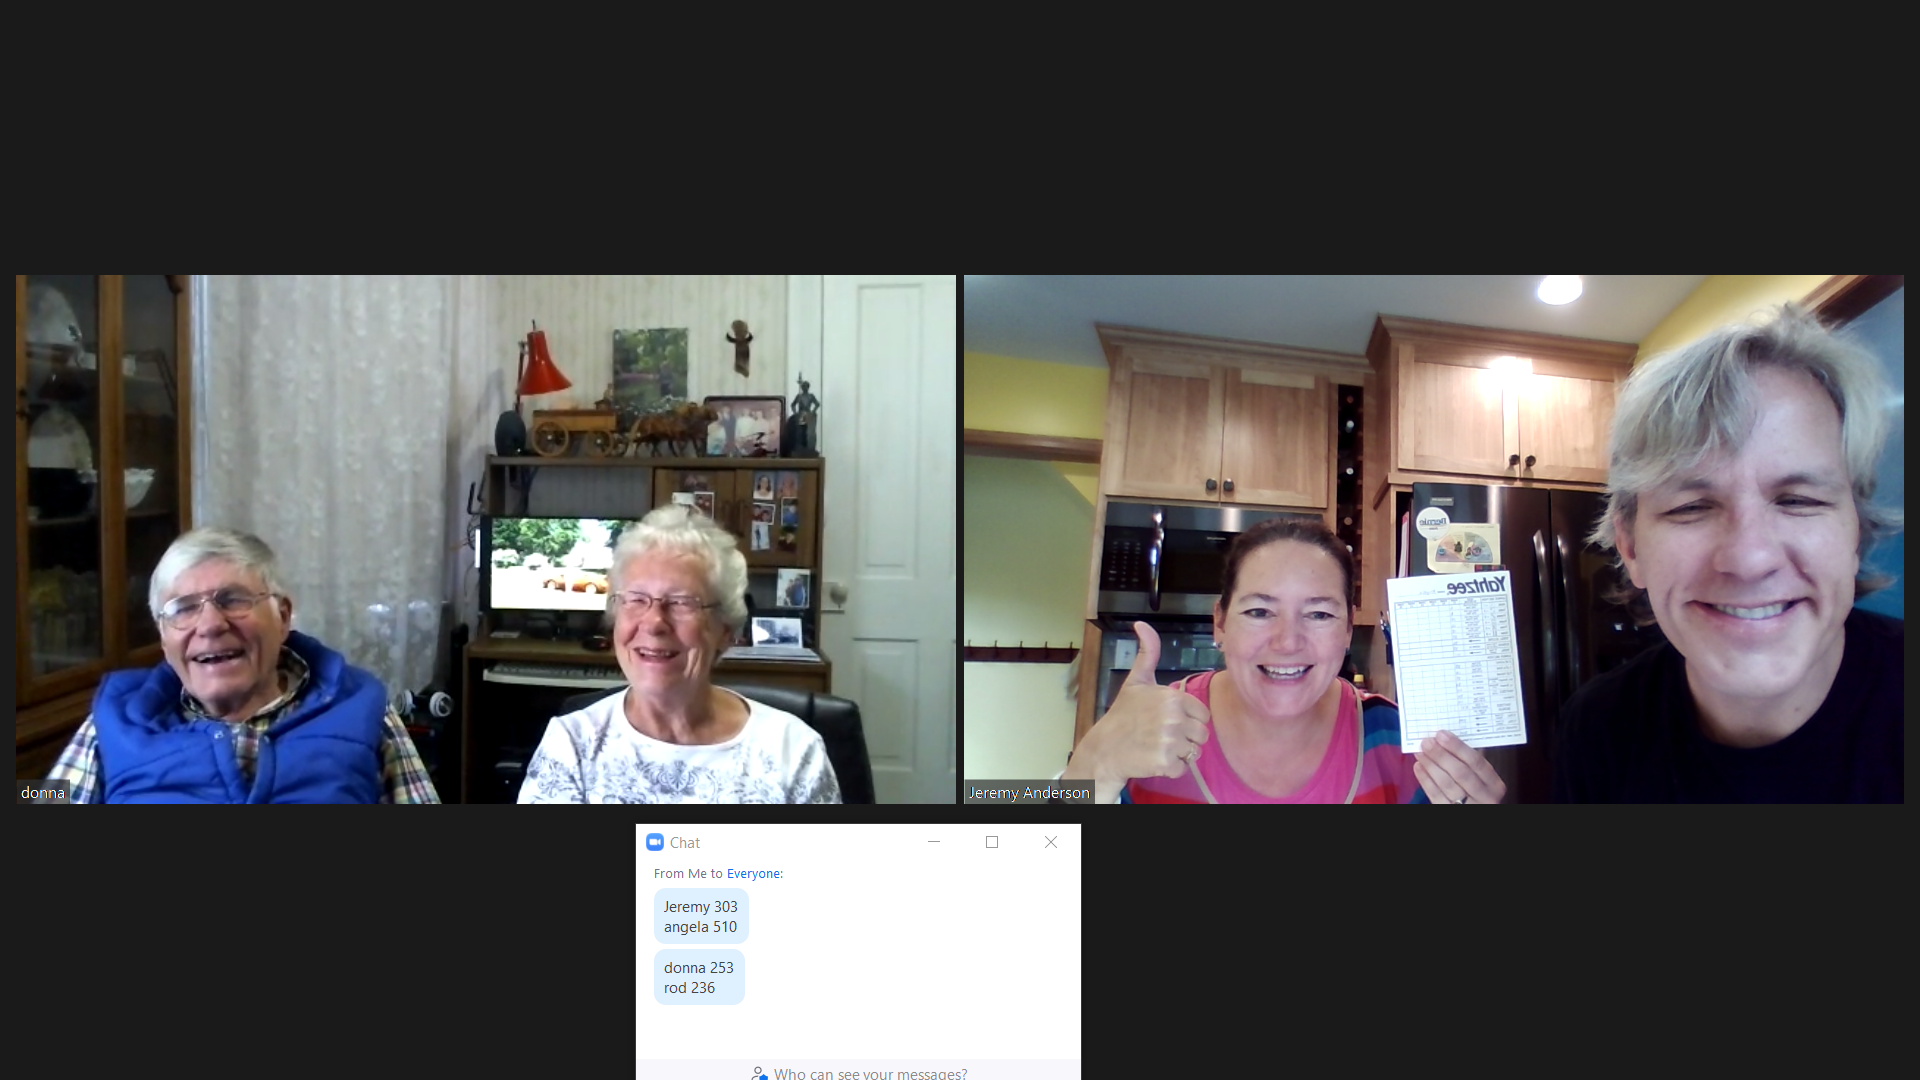 donna
Jeremy Anderson
Yahtzee
Chat
From Me to Everyone:
Jeremy 303
angela 510
donna 253
rod 236
Who can see your messages?